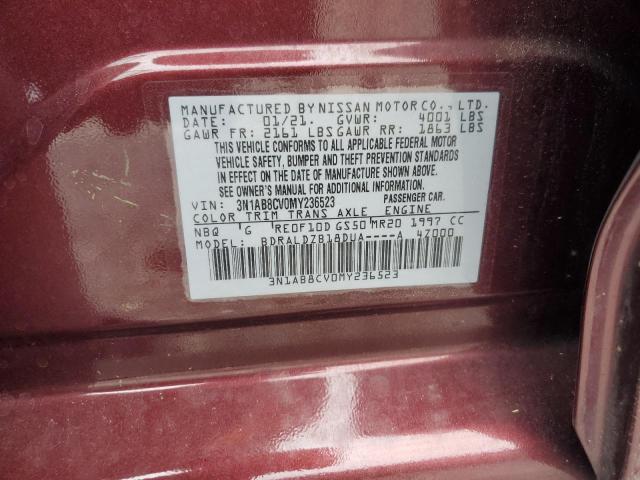 MANUFACTURED BY NISSAN MOTOR CO., LTD.
DATE: 01/21. GVWR: 4001 LBS
GAWR FR: 2161 LBS GAWR RR: 1863 LBS
THIS VEHICLE CONFORMS TO ALL APPLICABLE FEDERAL MOTOR
VEHICLE SAFETY, BUMPER AND THEFT PREVENTION STANDARDS
IN EFFECT ON THE DATE OF MANUFACTURE SHOWN ABOVE.
SEE OWNER'S MANUAL FOR ADDITIONAL INFORMATION.
VIN: 3N1AB8CV0MY236523 PASSENGER CAR.
COLOR TRIM TRANS AXLE ENGINE
NBQ G RE0F10D GS50 MR20 1997 CC
MODEL: BDRALDZB18DUA----A 4Z000
3N1AB8CV0MY236523